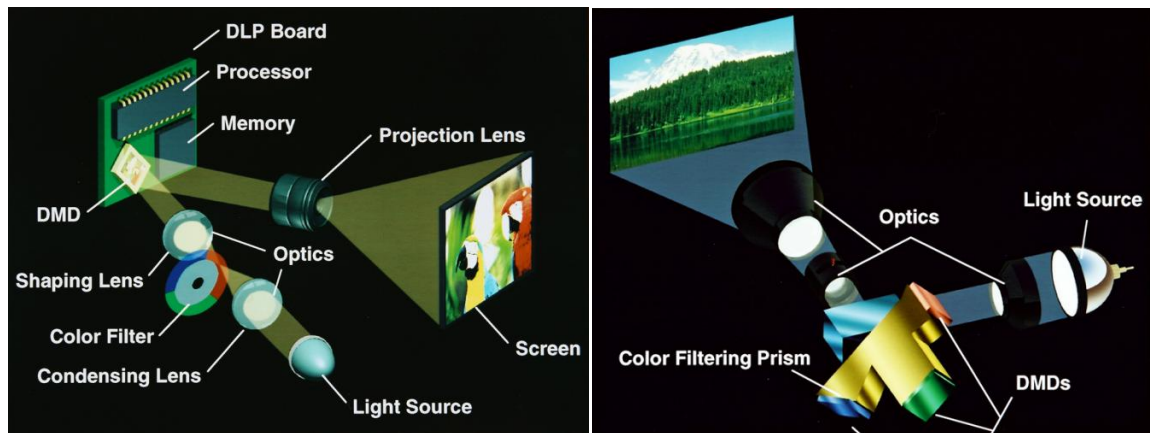 DLP Board
Processor
Memory
Projection Lens
DMD
Optics
Shaping Lens
Color Filter
Condensing Lens
Screen
Light Source
Optics
Light Source
Color Filtering Prism
DMDs